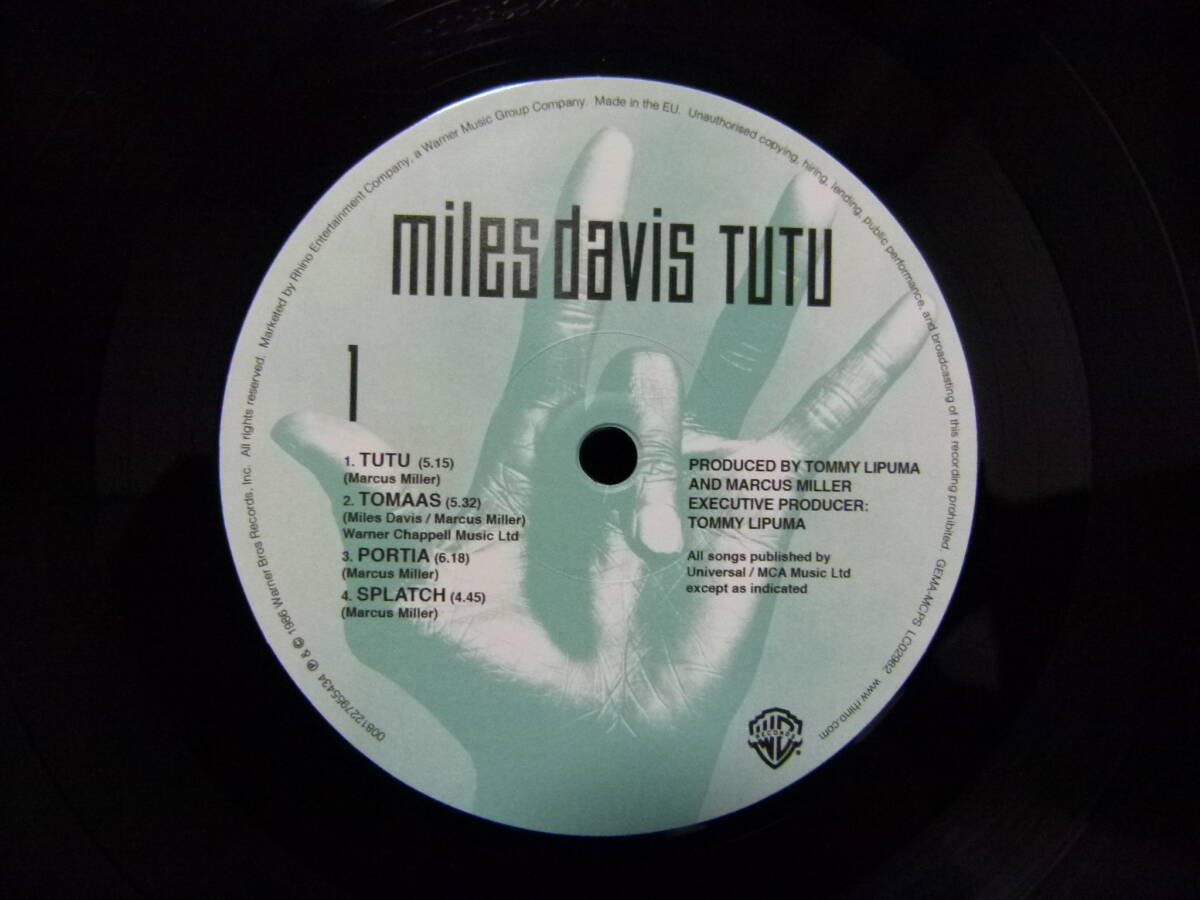 miles davis TUTU
1
1. TUTU (5.15)
(Marcus Miller)
2. TOMAAS (5.32)
(Miles Davis / Marcus Miller)
Warner Chappell Music Ltd
3. PORTIA (6.18)
(Marcus Miller)
4. SPLATCH (4.45)
(Marcus Miller)
PRODUCED BY TOMMY LIPUMA
AND MARCUS MILLER
EXECUTIVE PRODUCER:
TOMMY LIPUMA
All songs published by
Universal / MCA Music Ltd
except as indicated
WB
RECORDS
®
081227955434 ℗ & © 1986 Warner Bros Records, Inc. All rights reserved. Marketed by Rhino Entertainment Company, a Warner Music Group Company. Made in the EU. Unauthorised copying, hiring, lending, public performance, and broadcasting of this recording prohibited. GEMA-MCPS LC02982 www.rhino.com